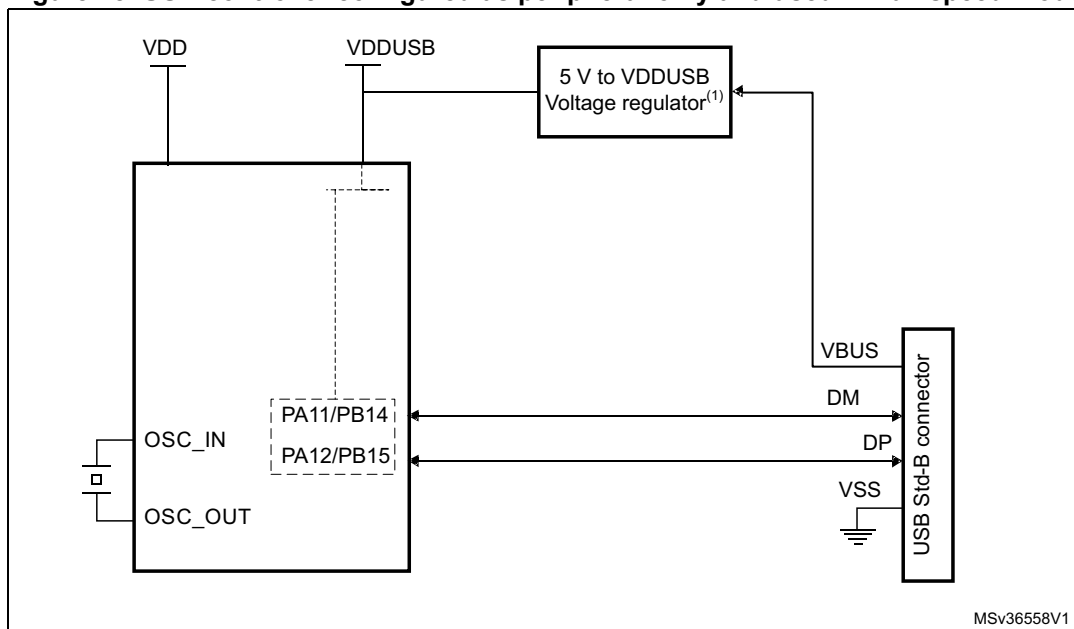 VDD
VDDUSB
5 V to VDDUSB
Voltage regulator(1)
VBUS
DM
DP
VSS
USB Std-B connector
PA11/PB14
PA12/PB15
OSC_IN
OSC_OUT
MSv36558V1